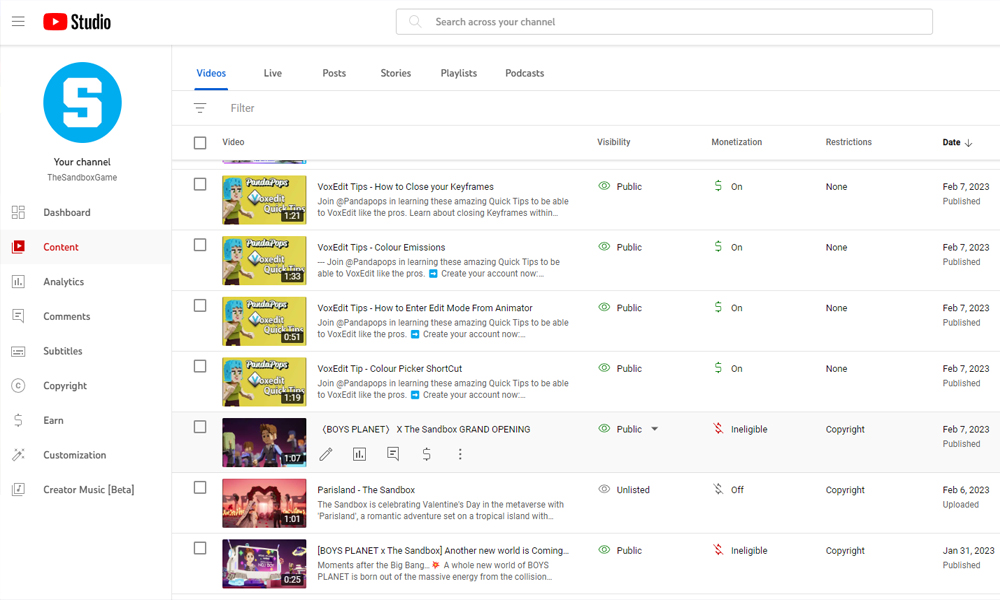 Studio
Search across your channel
Your channel
TheSandboxGame
Dashboard
Content
Analytics
Comments
Subtitles
Copyright
Earn
Customization
Creator Music [Beta]
Videos Live Posts Stories Playlists Podcasts
Filter
Video Visibility Monetization Restrictions Date
PandaPops
Voxedit
Quick Tips
1:21
VoxEdit Tips - How to Close your Keyframes
Join @Pandapops in learning these amazing Quick Tips to be able
to VoxEdit like the pros. Learn about closing Keyframes within...
Public On None Feb 7, 2023
Published
PandaPops
Voxedit
Quick Tips
1:33
VoxEdit Tips - Colour Emissions
— Join @Pandapops in learning these amazing Quick Tips to be
able to VoxEdit like the pros. ➡️ Create your account now:...
Public On None Feb 7, 2023
Published
PandaPops
Voxedit
Quick Tips
0:51
VoxEdit Tips - How to Enter Edit Mode From Animator
Join @Pandapops in learning these amazing Quick Tips to be able
to VoxEdit like the pros. ➡️ Create your account now:...
Public On None Feb 7, 2023
Published
PandaPops
Voxedit
Quick Tips
1:19
VoxEdit Tip - Colour Picker ShortCut
Join @Pandapops in learning these amazing Quick Tips to be able
to VoxEdit like the pros. ➡️ Create your account now:...
Public On None Feb 7, 2023
Published
1:07
〈BOYS PLANET〉 X The Sandbox GRAND OPENING
Public Ineligible Copyright Feb 7, 2023
Published
1:01
Parisland - The Sandbox
The Sandbox is celebrating Valentine's Day in the metaverse with
'Parisland', a romantic adventure set on a tropical island with...
Unlisted Off Copyright Feb 6, 2023
Uploaded
0:25
[BOYS PLANET x The Sandbox] Another new world is Coming...
Moments after the Big Bang... 💥 A whole new world of BOYS
PLANET is born out of the massive energy from the collision...
Public Ineligible Copyright Jan 31, 2023
Published